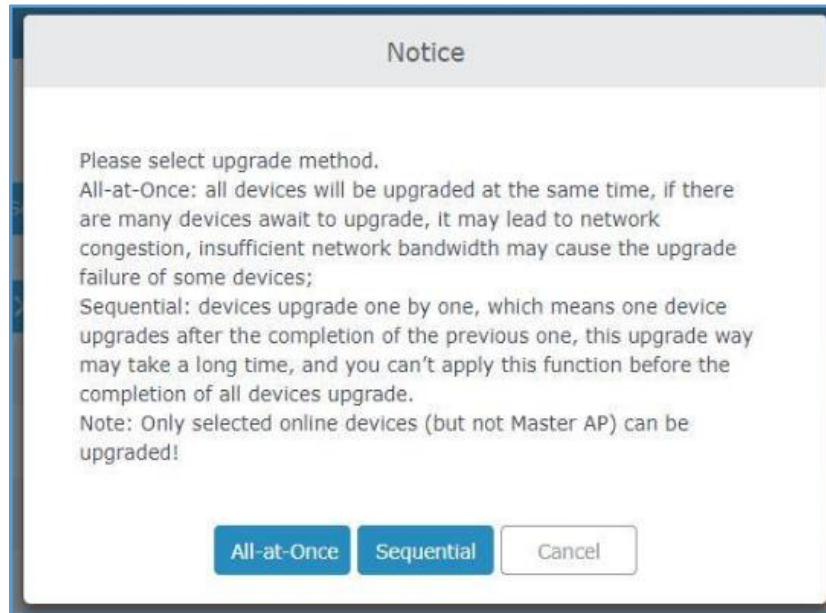 Notice
Please select upgrade method.
All-at-Once: all devices will be upgraded at the same time, if there
are many devices await to upgrade, it may lead to network
congestion, insufficient network bandwidth may cause the upgrade
failure of some devices;
Sequential: devices upgrade one by one, which means one device
upgrades after the completion of the previous one, this upgrade way
may take a long time, and you can't apply this function before the
completion of all devices upgrade.
Note: Only selected online devices (but not Master AP) can be
upgraded!
All-at-Once Sequential Cancel